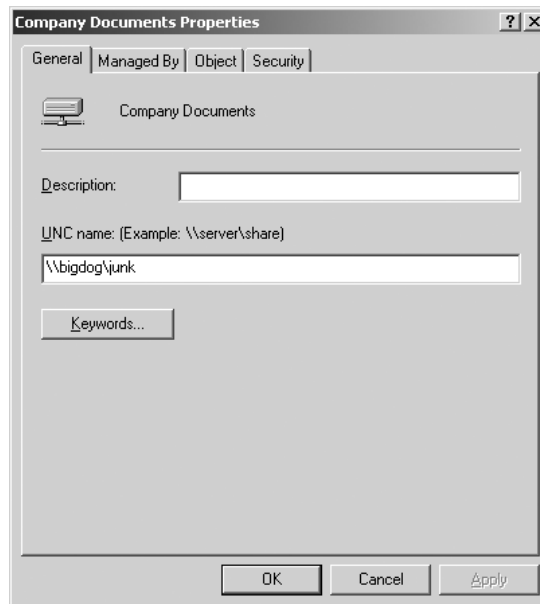 Company Documents Properties
General Managed By Object Security
Company Documents
Description:
UNC name: (Example: \\server\share)
\\bigdog\junk
Keywords...
OK Cancel Apply